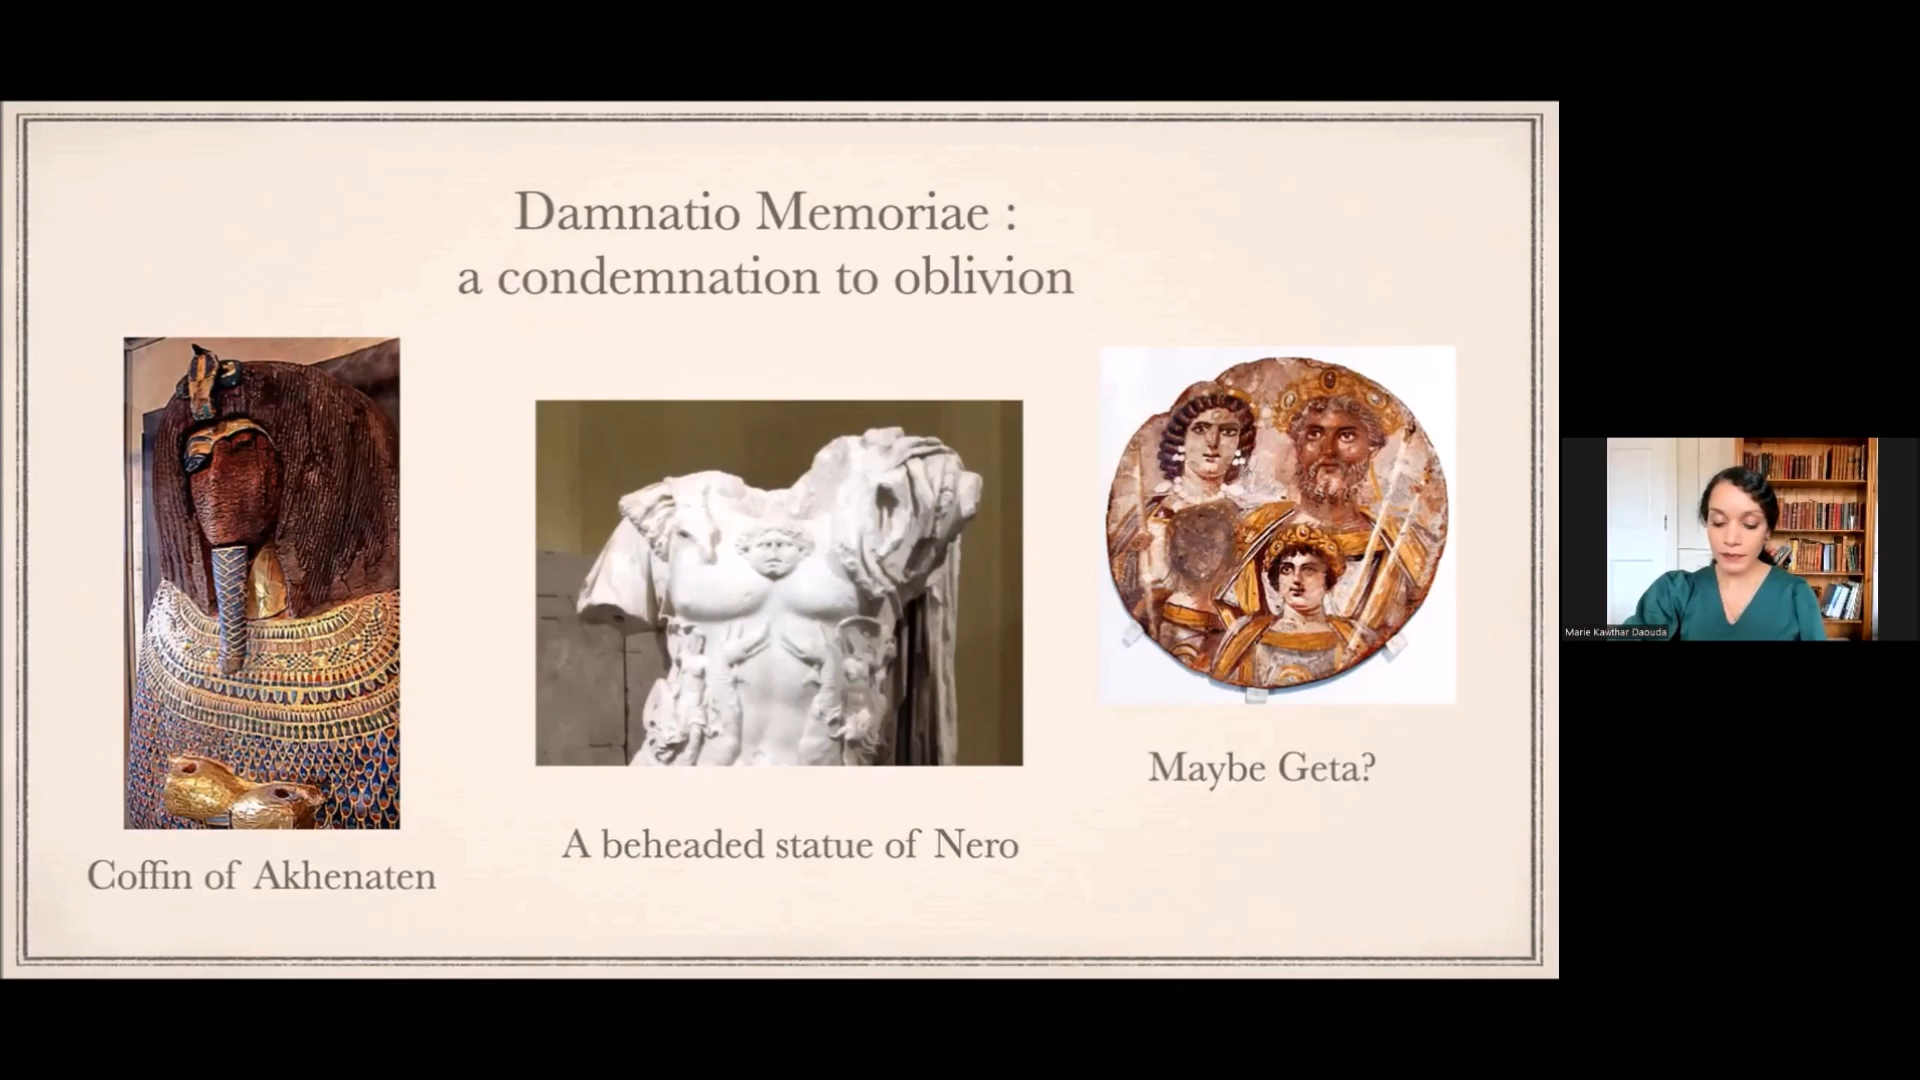 Damnatio Memoriae :
a condemnation to oblivion
Coffin of Akhenaten
A beheaded statue of Nero
Maybe Geta?
Marie Kawthar Daouda